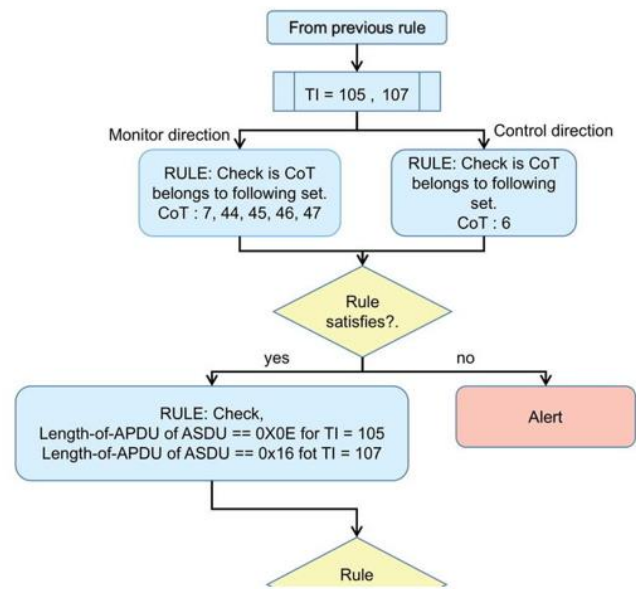 From previous rule
TI = 105 , 107
Monitor direction
Control direction
RULE: Check is CoT
belongs to following set.
CoT : 7, 44, 45, 46, 47
RULE: Check is CoT
belongs to following
set.
CoT : 6
Rule
satisfies?.
yes
no
RULE: Check,
Length-of-APDU of ASDU == 0X0E for TI = 105
Length-of-APDU of ASDU == 0x16 fot TI = 107
Alert
Rule